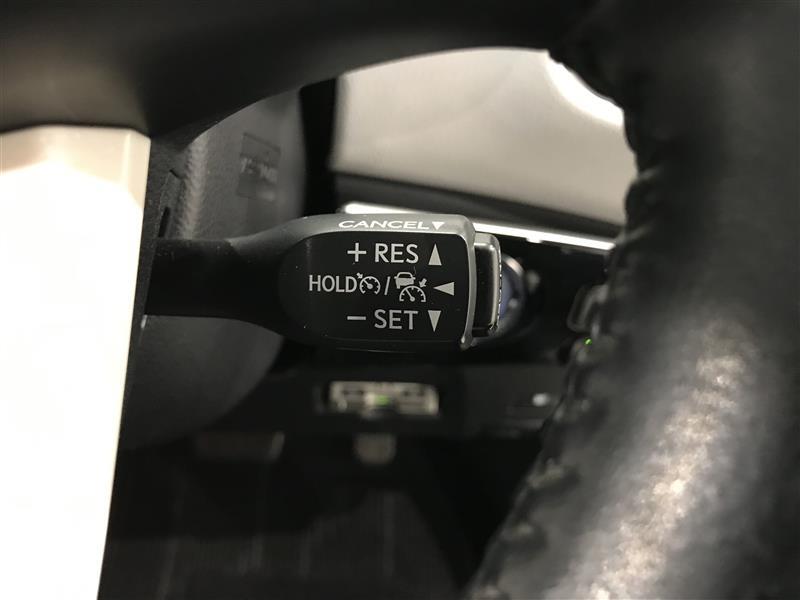 CANCEL▼
+ RES ▲
HOLD / ◀
− SET ▼